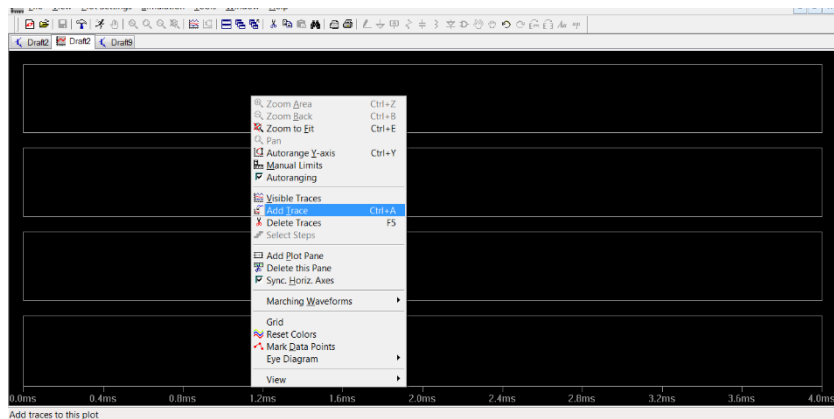 Draft2 Draft2 Draft9
Zoom Area Ctrl+Z
Zoom Back Ctrl+B
Zoom to Fit Ctrl+E
Pan
Autorange Y-axis Ctrl+Y
Manual Limits
Autoranging
Visible Traces
Add Trace Ctrl+A
Delete Traces F5
Select Steps
Add Plot Pane
Delete this Pane
Sync. Horiz. Axes
Marching Waveforms
Grid
Reset Colors
Mark Data Points
Eye Diagram
View
0.0ms 0.4ms 0.8ms 1.2ms 1.6ms 2.0ms 2.4ms 2.8ms 3.2ms 3.6ms 4.0ms
Add traces to this plot